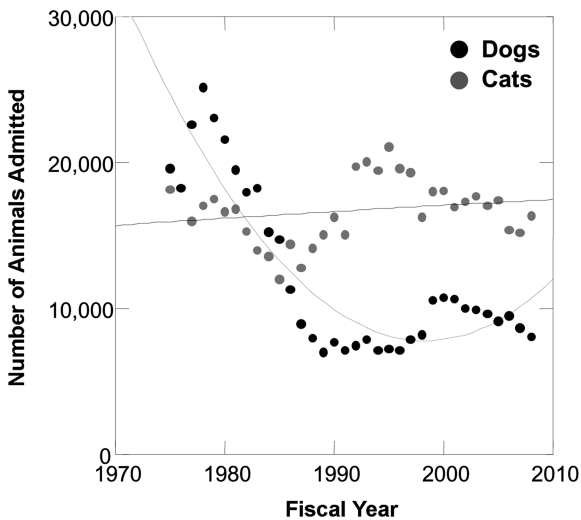 30,000
20,000
10,000
0
Number of Animals Admitted
Dogs
Cats
1970 1980 1990 2000 2010
Fiscal Year